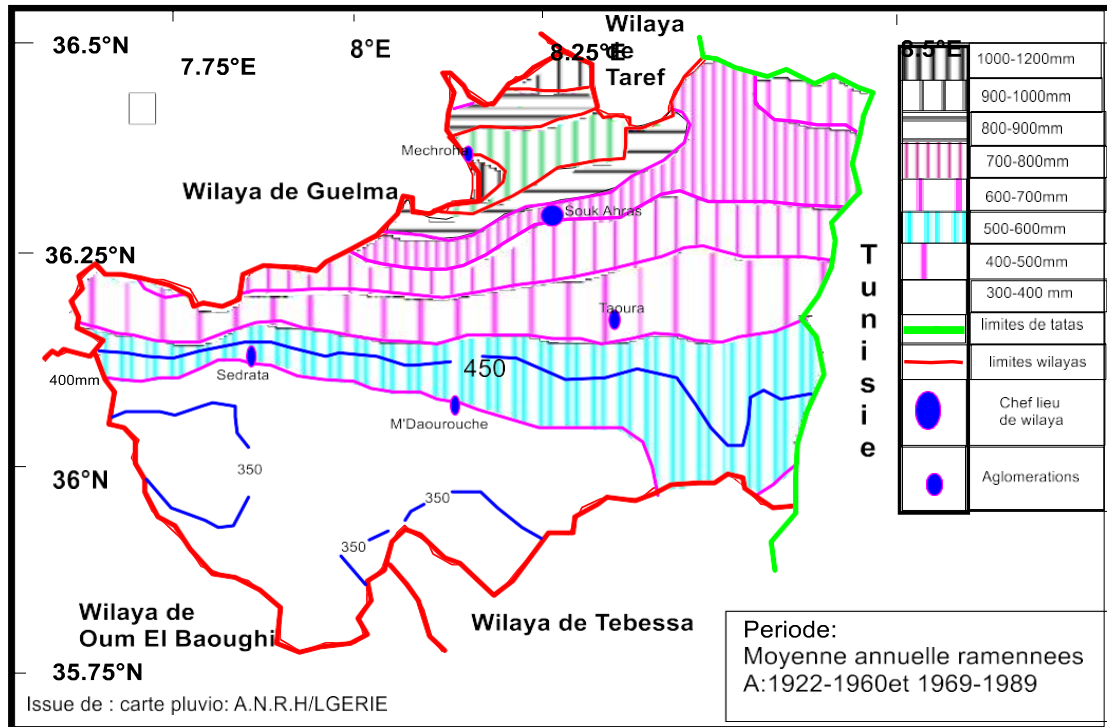 36.5°N
7.75°E
8°E
8.25°E
8.5°E
Wilaya
de
Taref
Mechroha
Wilaya de Guelma
Souk Ahras
36.25°N
Taoura
Tunisie
Sedrata
450
400mm
M'Daourouche
350
36°N
350
350
Wilaya de
Oum El Baoughi
Wilaya de Tebessa
35.75°N
Issue de : carte pluvio: A.N.R.H/LGERIE
1000-1200mm
900-1000mm
800-900mm
700-800mm
600-700mm
500-600mm
400-500mm
300-400 mm
limites de tatas
limites wilayas
Chef lieu
de wilaya
Aglomerations
Periode:
Moyenne annuelle ramennees
A:1922-1960et 1969-1989